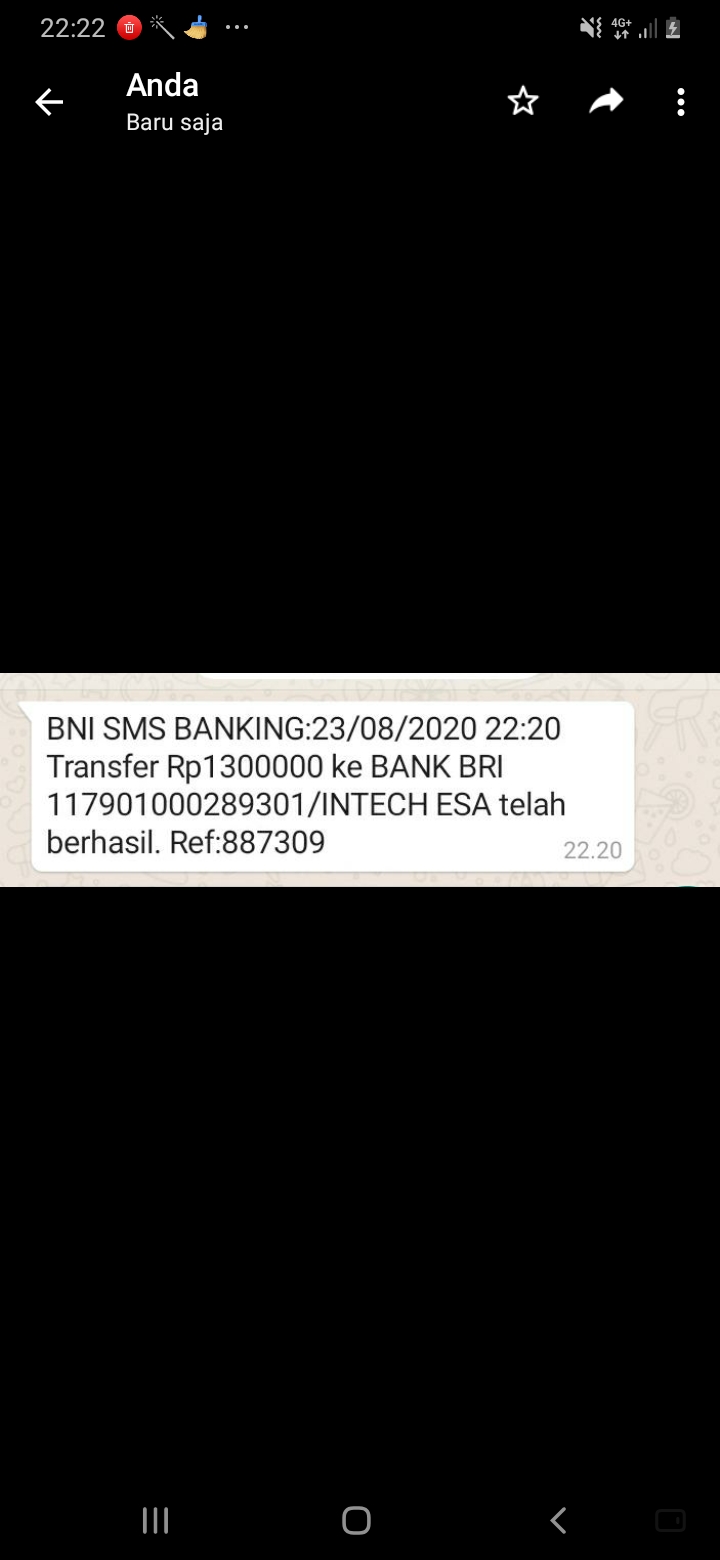 22:22
4G+
Anda
Baru saja
BNI SMS BANKING:23/08/2020 22:20
Transfer Rp1300000 ke BANK BRI
117901000289301/INTECH ESA telah
berhasil. Ref:887309
22.20